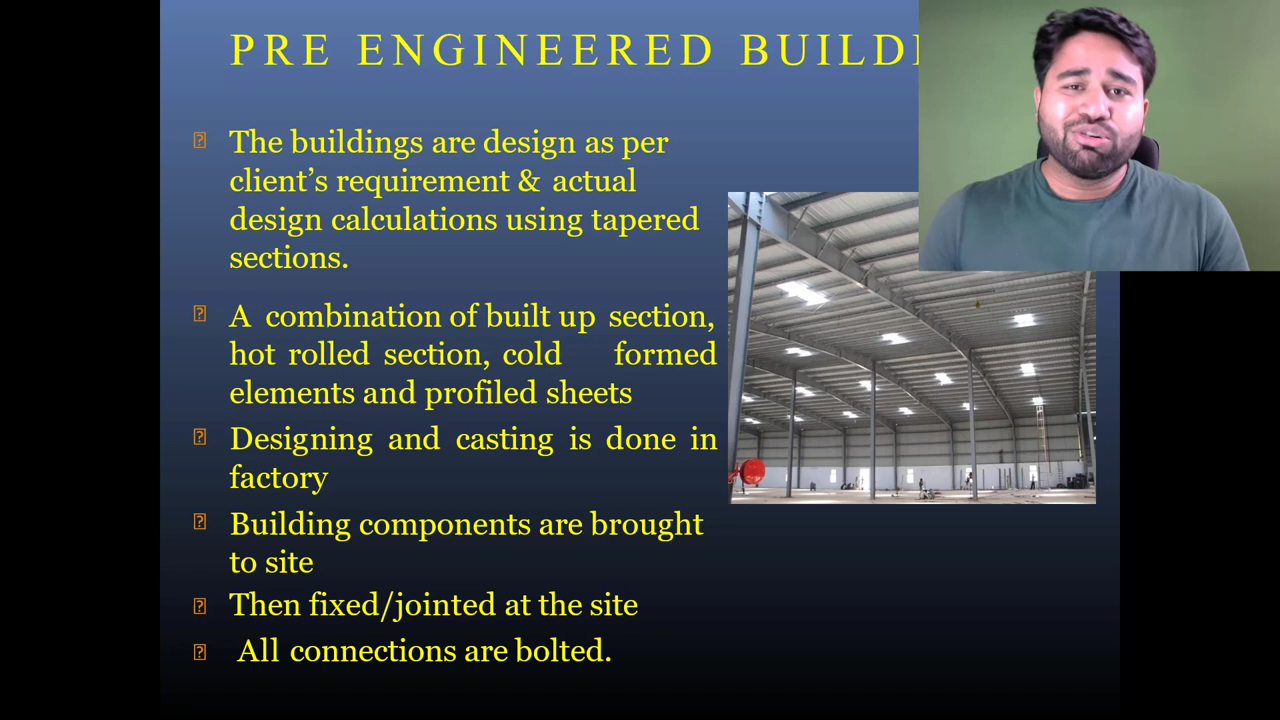 PRE ENGINEERED
The buildings are design as per
client’s requirement & actual
design calculations using tapered
sections.
A combination of built up section,
hot rolled section, cold formed
elements and profiled sheets
Designing and casting is done in
factory
Building components are brought
to site
Then fixed/jointed at the site
All connections are bolted.